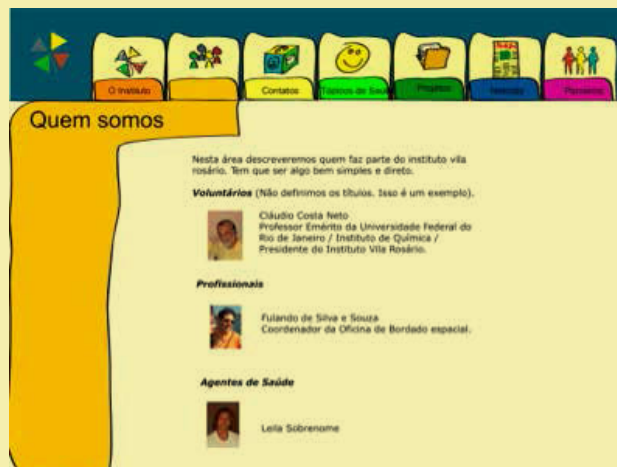 O Instituto
Contatos
Tópicos de Saúde
Projetos
Notícias
Parceiros
Quem somos
Nesta área descreveremos quem faz parte do instituto vila
rosário. Tem que ser algo bem simples e direto.
Voluntários (Não definimos os títulos. Isso é um exemplo).
Cláudio Costa Neto
Professor Emérito da Universidade Federal do
Rio de Janeiro / Instituto de Química /
Presidente do Instituto Vila Rosário.
Profissionais
Fulando de Silva e Souza
Coordenador da Oficina de Bordado espacial.
Agentes de Saúde
Leila Sobrenome